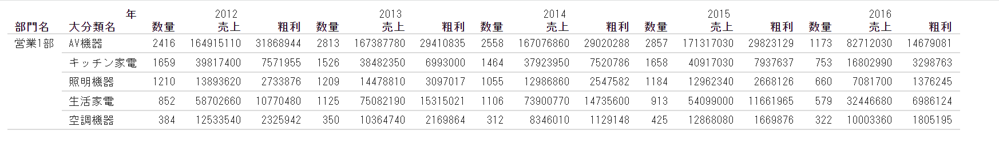 年 2012 2013 2014 2015 2016
部門名 大分類名 数量 売上 粗利 数量 売上 粗利 数量 売上 粗利 数量 売上 粗利 数量 売上 粗利
営業1部 AV機器 2416 164915110 31868944 2813 167387780 29410835 2558 167076860 29020288 2857 171317030 29823129 1173 82712030 14679081
キッチン家電 1659 39817400 7571955 1526 38482350 6993000 1464 37923950 7520786 1658 40917030 7937637 753 16802990 3298763
照明機器 1210 13893620 2733876 1209 14478810 3097017 1055 12986860 2547582 1184 12962340 2668126 660 7081700 1376245
生活家電 852 58702660 10770480 1125 75082190 15315021 1106 73900770 14735600 913 54099000 11661965 579 32446680 6986124
空調機器 384 12533540 2325942 350 10364740 2169864 312 8346010 1129148 425 12868080 1669876 322 10003360 1805195